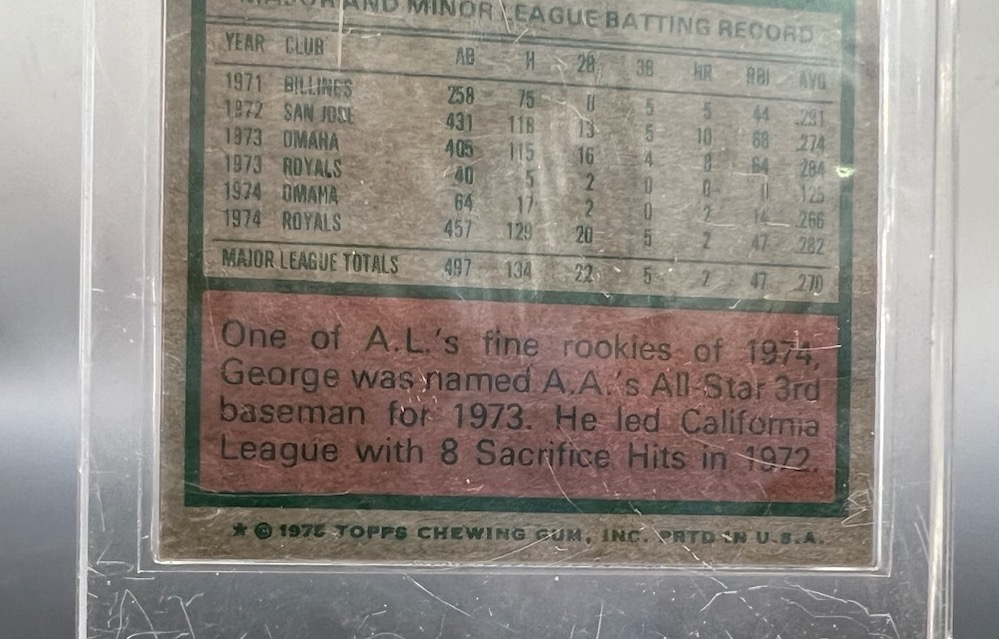 MAJOR AND MINOR LEAGUE BATTING RECORD
YEAR CLUB AB H 2B 3B HR RBI AVG
1971 BILLINGS 258 75 8 5 5 44 .291
1972 SAN JOSE 431 118 13 5 10 68 .274
1973 OMAHA 405 115 16 4 8 64 .284
1973 ROYALS 40 5 2 0 0 0 .125
1974 OMAHA 64 17 2 0 2 14 .266
1974 ROYALS 457 129 20 5 2 47 .282
MAJOR LEAGUE TOTALS 497 134 22 5 2 47 .270
One of A.L.'s fine rookies of 1974,
George was named A.A.'s All-Star 3rd
baseman for 1973. He led California
League with 8 Sacrifice Hits in 1972.
★ © 1975 TOPPS CHEWING GUM, INC. PRTD IN U.S.A.